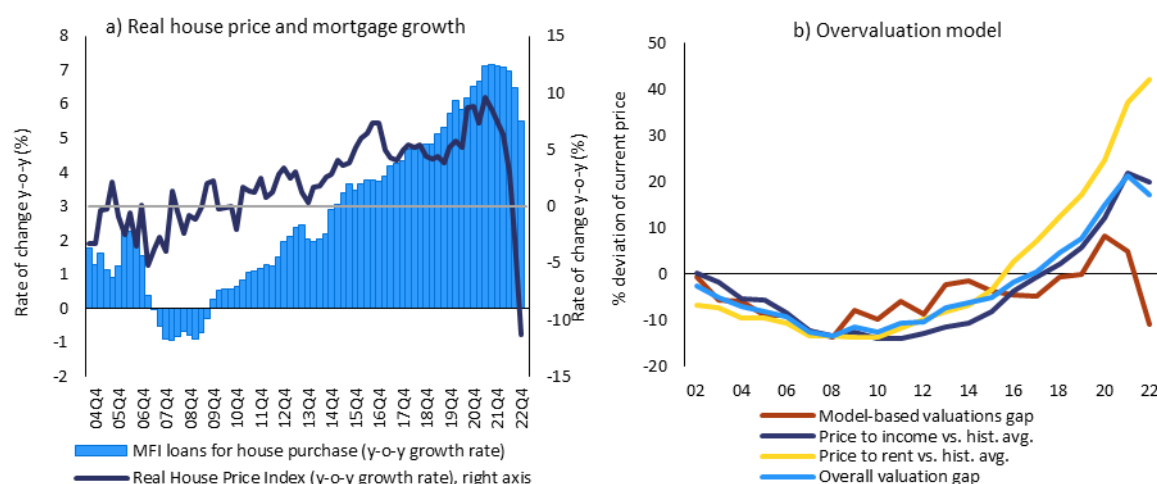 a) Real house price and mortgage growth
8
7
6
5
4
3
2
1
0
-1
-2
Rate of change y-o-y (%)
15
10
5
0
-5
-10
-15
Rate of change y-o-y (%)
04Q4
05Q4
06Q4
07Q4
08Q4
09Q4
10Q4
11Q4
12Q4
13Q4
14Q4
15Q4
16Q4
17Q4
18Q4
19Q4
20Q4
21Q4
22Q4
MFI loans for house purchase (y-o-y growth rate)
Real House Price Index (y-o-y growth rate), right axis
b) Overvaluation model
50
40
30
20
10
0
-10
-20
% deviation of current price
02 04 06 08 10 12 14 16 18 20 22
Model-based valuations gap
Price to income vs. hist. avg.
Price to rent vs. hist. avg.
Overall valuation gap